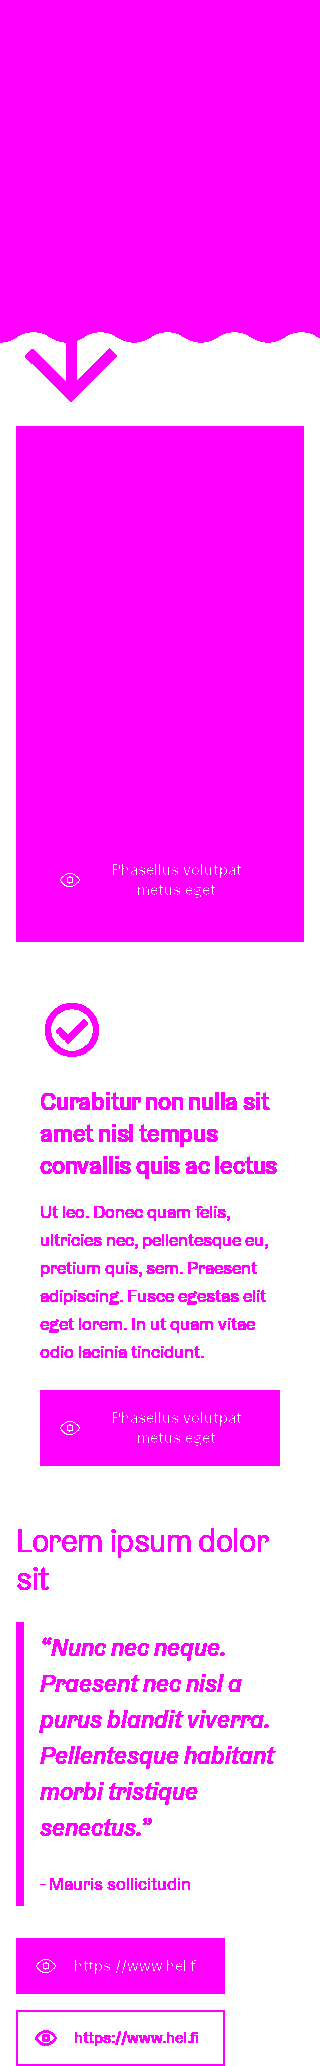 Phasellus volutpat
metus eget
Curabitur non nulla sit
amet nisl tempus
convallis quis ac lectus
Ut leo. Donec quam felis,
ultricies nec, pellentesque eu,
pretium quis, sem. Praesent
adipiscing. Fusce egestas elit
eget lorem. In ut quam vitae
odio lacinia tincidunt.
Phasellus volutpat
metus eget
Lorem ipsum dolor
sit
“Nunc nec neque.
Praesent nec nisl a
purus blandit viverra.
Pellentesque habitant
morbi tristique
senectus.”
- Mauris sollicitudin
https://www.hel.fi
https://www.hel.fi